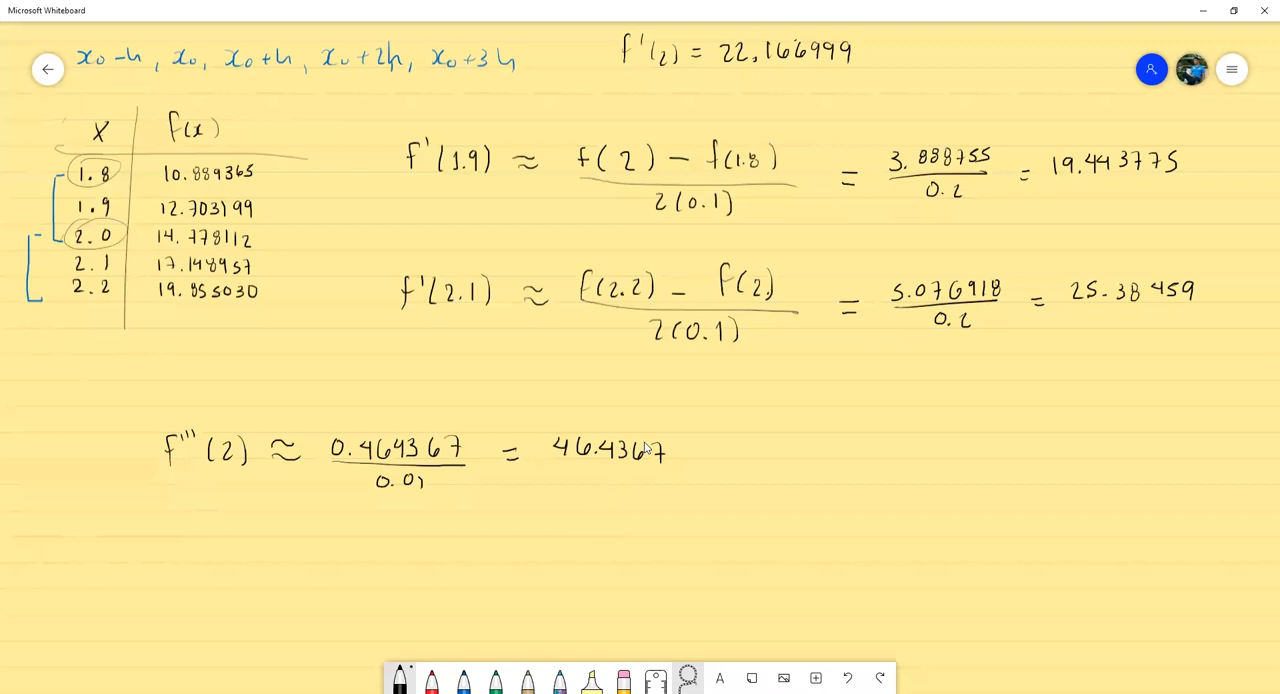 Microsoft Whiteboard
x₀-h, x₀, x₀+h, x₀+2h, x₀+3h
f'(2) = 22.166999
x f(x)
1.8 10.889365
1.9 12.703199
2.0 14.778112
2.1 17.148957
2.2 19.855030
f'(1.9) ≈ f(2) - f(1.8) / 2(0.1) = 3.888755 / 0.2 = 19.443775
f'(2.1) ≈ f(2.2) - f(2) / 2(0.1) = 5.076918 / 0.2 = 25.38459
f'''(2) ≈ 0.464367 / 0.01 = 46.4367
A